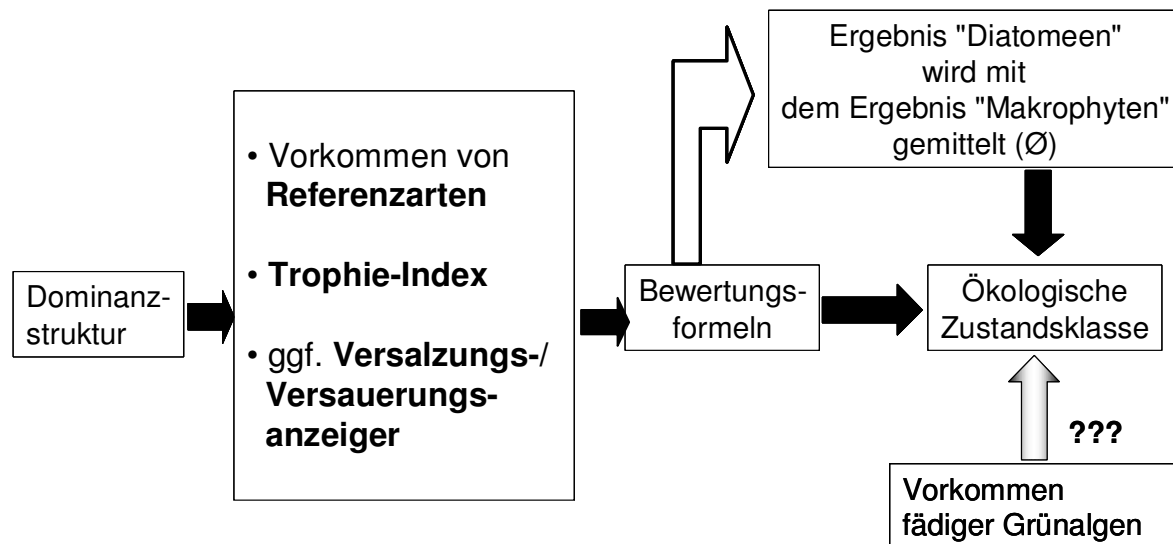 Dominanz-
struktur
• Vorkommen von
Referenzarten
• Trophie-Index
• ggf. Versalzungs-/
Versauerungs-
anzeiger
Bewertungs-
formeln
Ergebnis "Diatomeen"
wird mit
dem Ergebnis "Makrophyten"
gemittelt (Ø)
Ökologische
Zustandsklasse
???
Vorkommen
fädiger Grünalgen